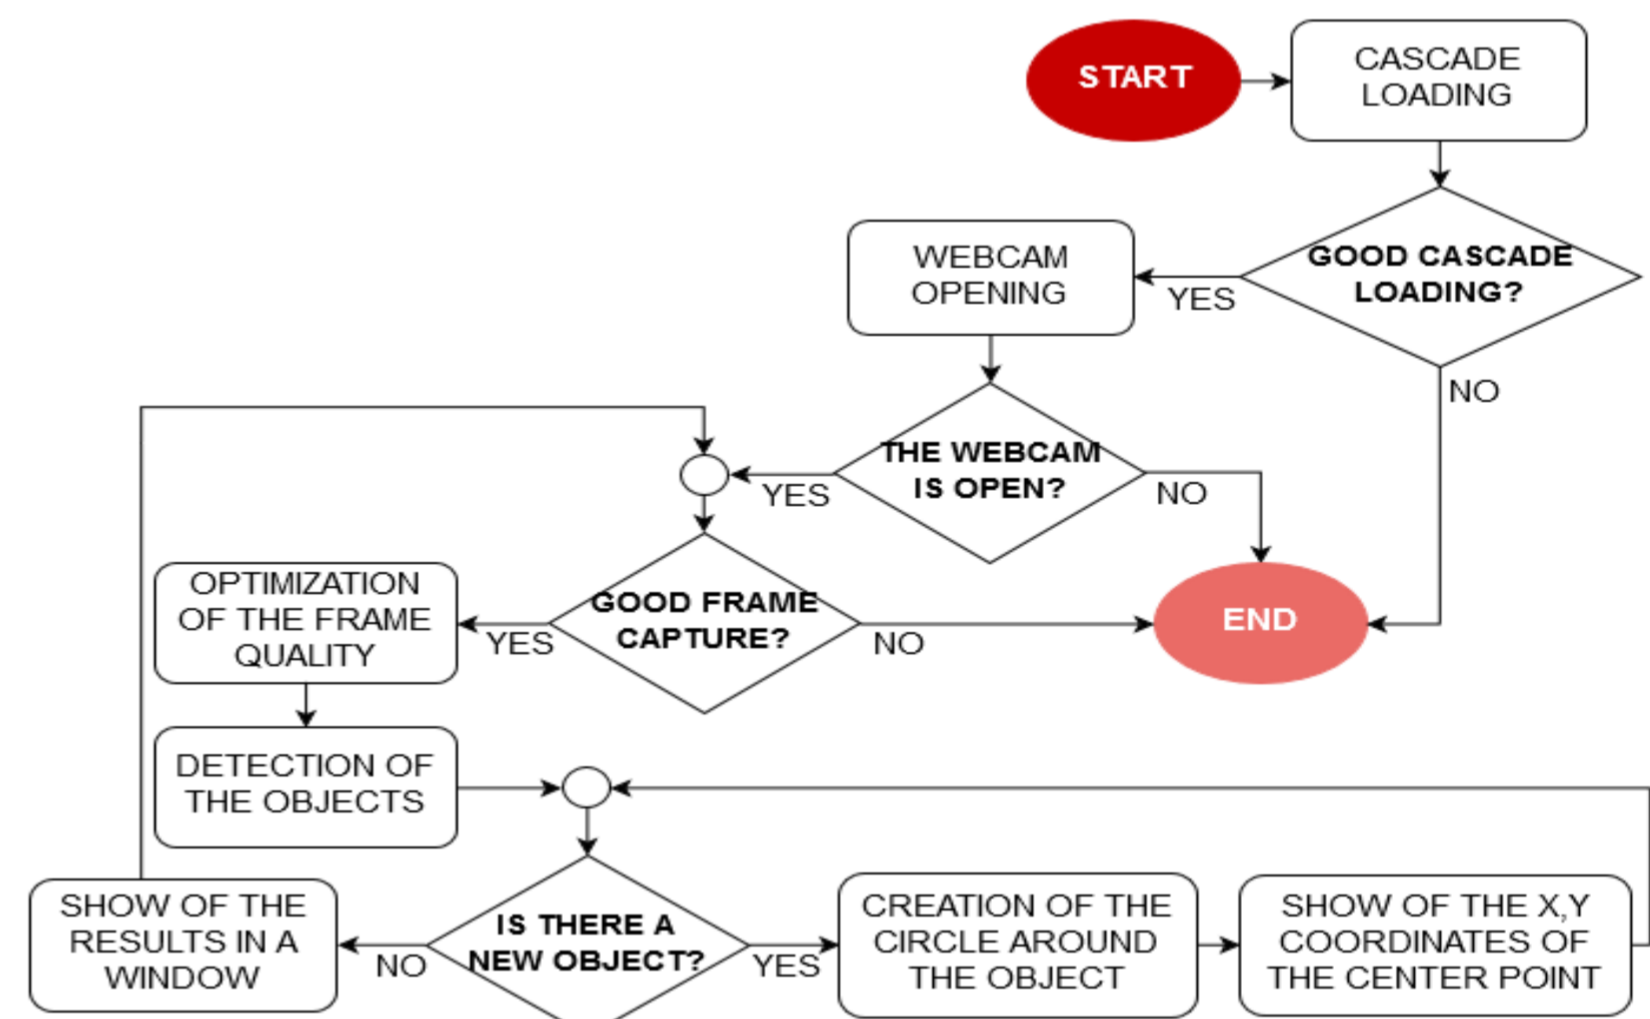 START
CASCADE
LOADING
GOOD CASCADE
LOADING?
YES
NO
WEBCAM
OPENING
THE WEBCAM
IS OPEN?
YES
NO
GOOD FRAME
CAPTURE?
YES
NO
END
OPTIMIZATION
OF THE FRAME
QUALITY
DETECTION OF
THE OBJECTS
IS THERE A
NEW OBJECT?
NO
YES
SHOW OF THE
RESULTS IN A
WINDOW
CREATION OF THE
CIRCLE AROUND
THE OBJECT
SHOW OF THE X,Y
COORDINATES OF
THE CENTER POINT